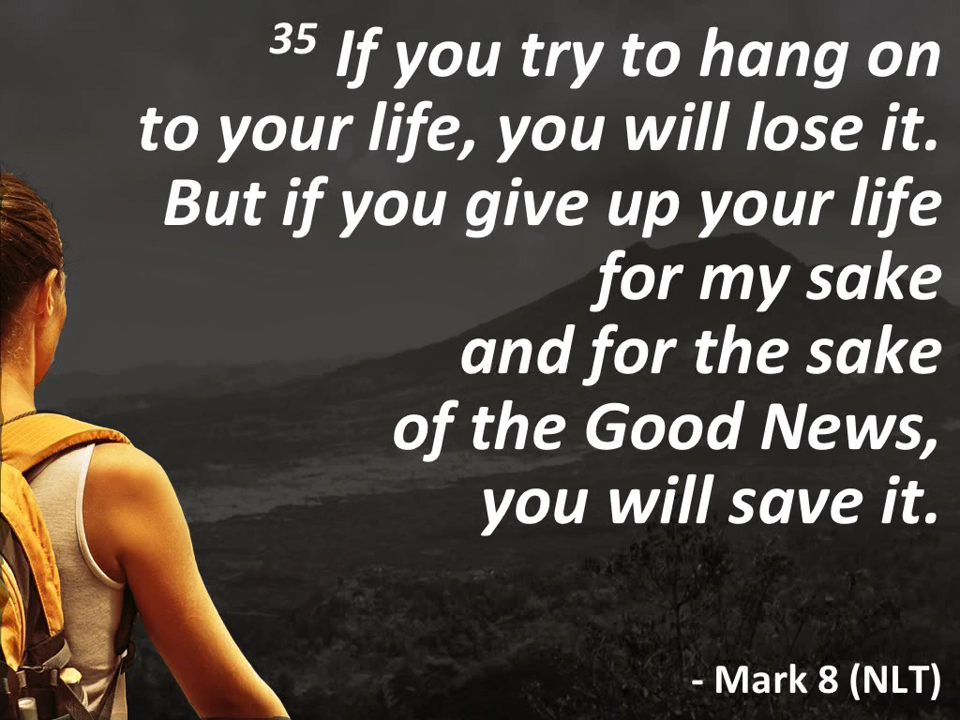 35 If you try to hang on
to your life, you will lose it.
But if you give up your life
for my sake
and for the sake
of the Good News,
you will save it.
- Mark 8 (NLT)